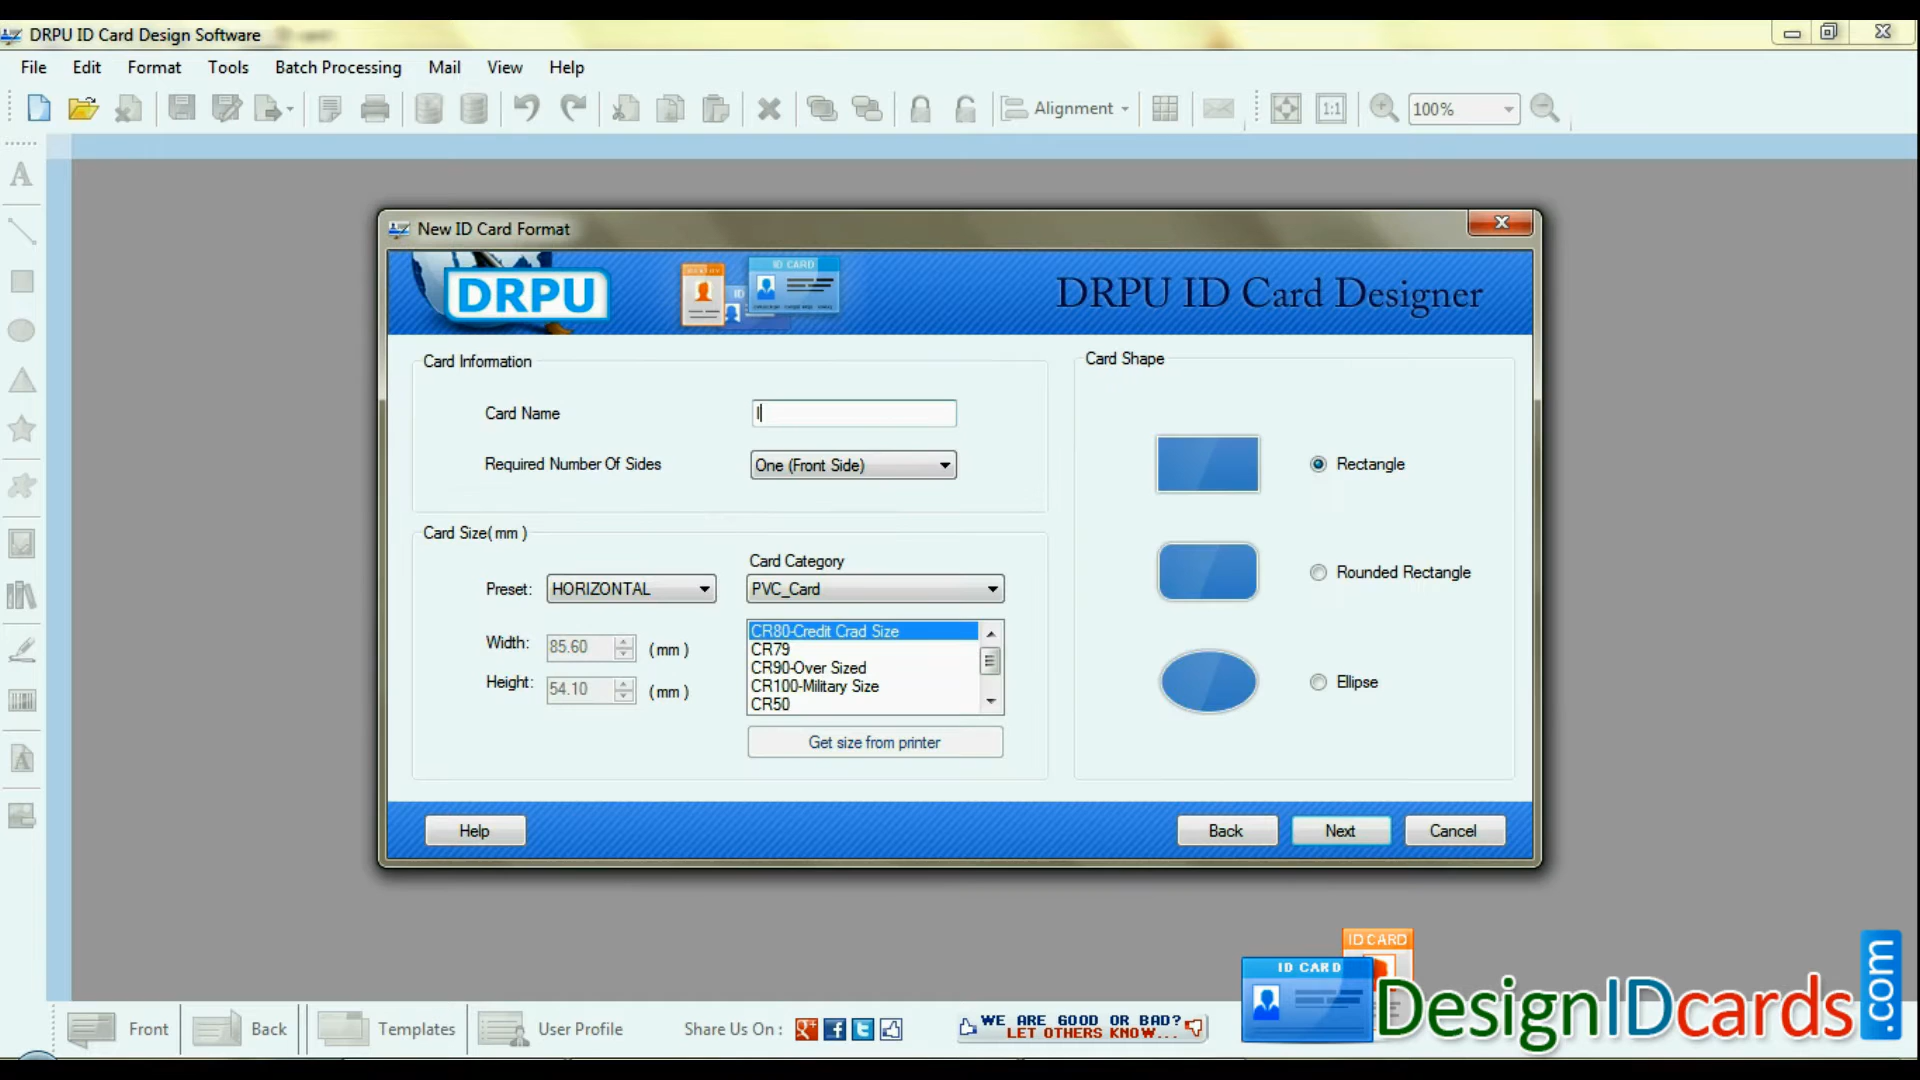 DRPU ID Card Design Software
File Edit Format Tools Batch Processing Mail View Help
Alignment 1:1 100%
New ID Card Format
DRPU
ID CARD
ID
DRPU ID Card Designer
Card Information
Card Name
I
Required Number Of Sides
One (Front Side)
Card Size( mm )
Preset:
HORIZONTAL
Width:
85.60
( mm )
Height:
54.10
( mm )
Card Category
PVC_Card
CR80-Credit Crad Size
CR79
CR90-Over Sized
CR100-Military Size
CR50
Get size from printer
Card Shape
Rectangle
Rounded Rectangle
Ellipse
Help
Back
Next
Cancel
Front
Back
Templates
User Profile
Share Us On :
WE ARE GOOD OR BAD?
LET OTHERS KNOW...
ID CARD
ID CARD
DesignIDcards.com